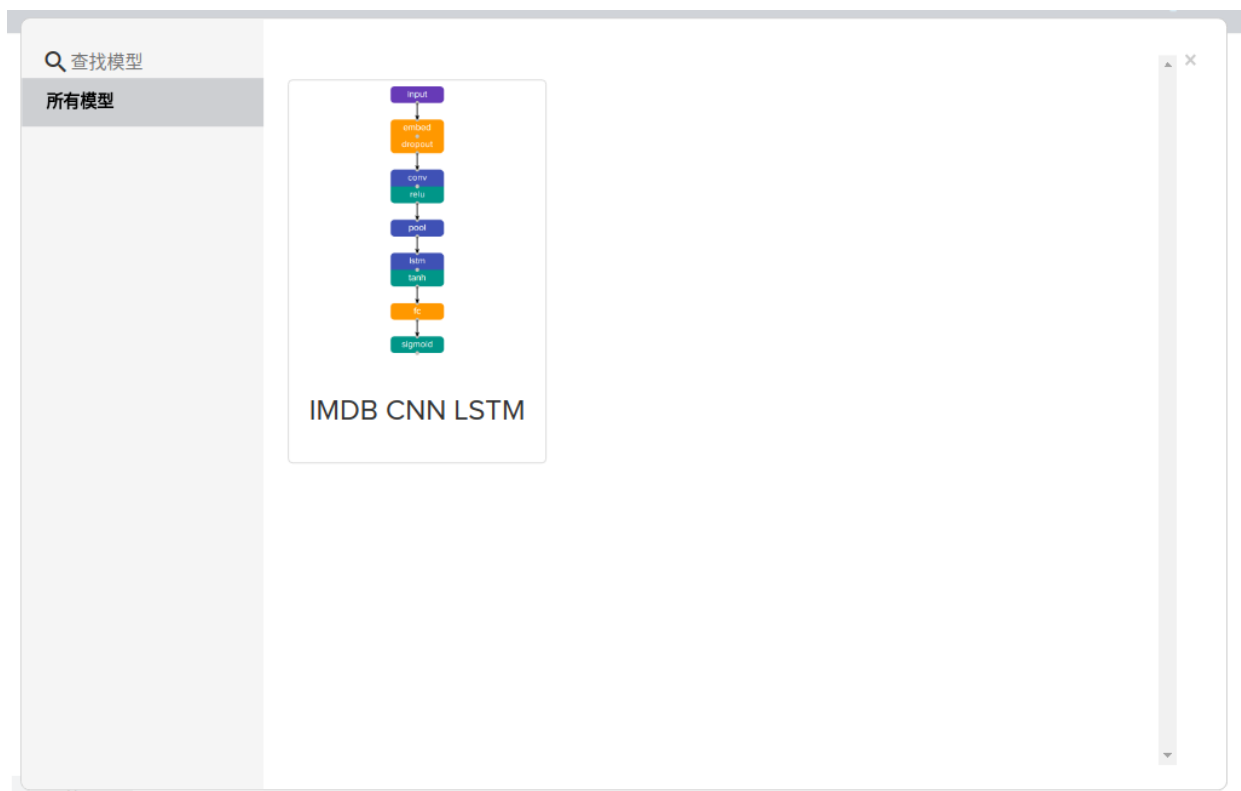 查找模型
所有模型
input
embed
dropout
conv
relu
pool
lstm
tanh
fc
sigmoid
IMDB CNN LSTM
×